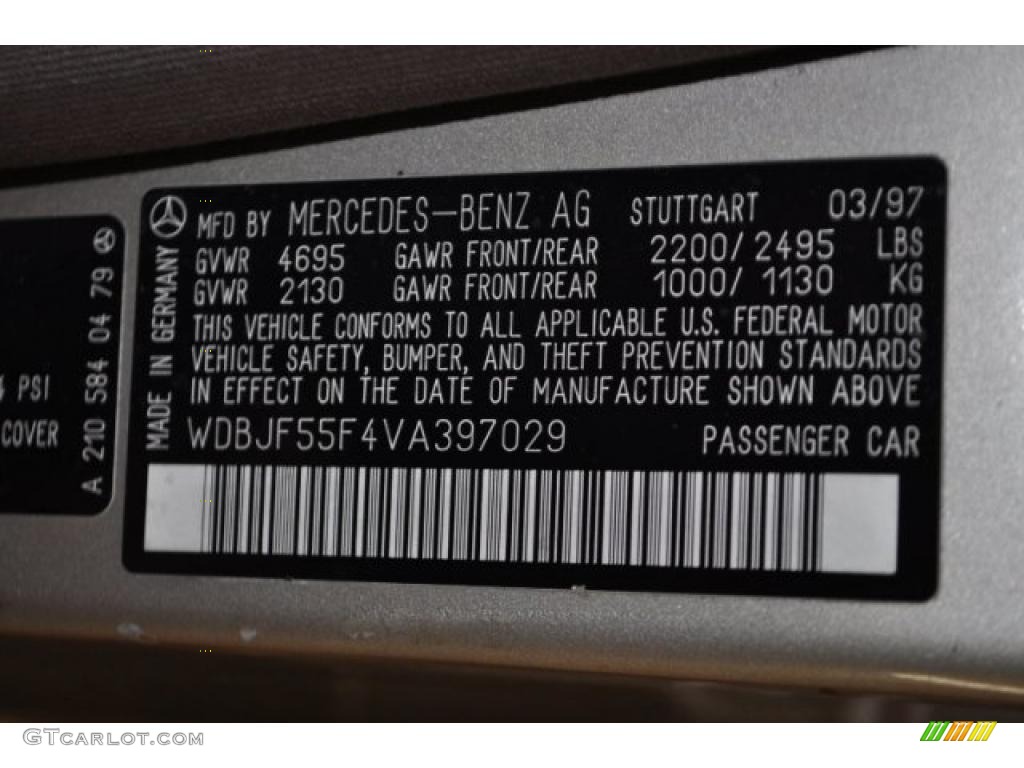 MFD BY MERCEDES-BENZ AG STUTTGART 03/97
GVWR 4695 GAWR FRONT/REAR 2200/2495 LBS
GVWR 2130 GAWR FRONT/REAR 1000/1130 KG
THIS VEHICLE CONFORMS TO ALL APPLICABLE U.S. FEDERAL MOTOR
VEHICLE SAFETY, BUMPER, AND THEFT PREVENTION STANDARDS
IN EFFECT ON THE DATE OF MANUFACTURE SHOWN ABOVE
WDBJF55F4VA397029 PASSENGER CAR
MADE IN GERMANY
A 210 584 04 79
PSI
COVER
GTCARLOT.COM